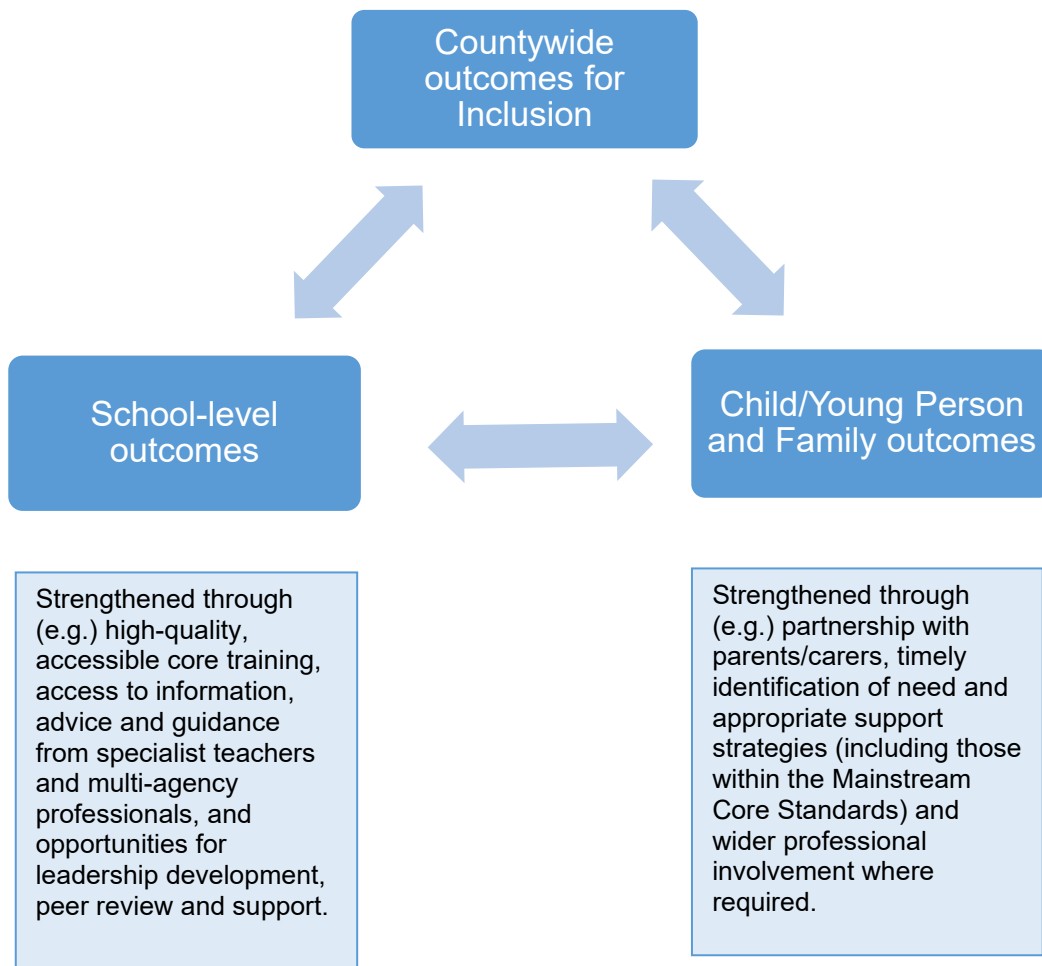 Countywide
outcomes for
Inclusion
School-level
outcomes
Child/Young Person
and Family outcomes
Strengthened through
(e.g.) high-quality,
accessible core training,
access to information,
advice and guidance
from specialist teachers
and multi-agency
professionals, and
opportunities for
leadership development,
peer review and support.
Strengthened through
(e.g.) partnership with
parents/carers, timely
identification of need and
appropriate support
strategies (including those
within the Mainstream
Core Standards) and
wider professional
involvement where
required.